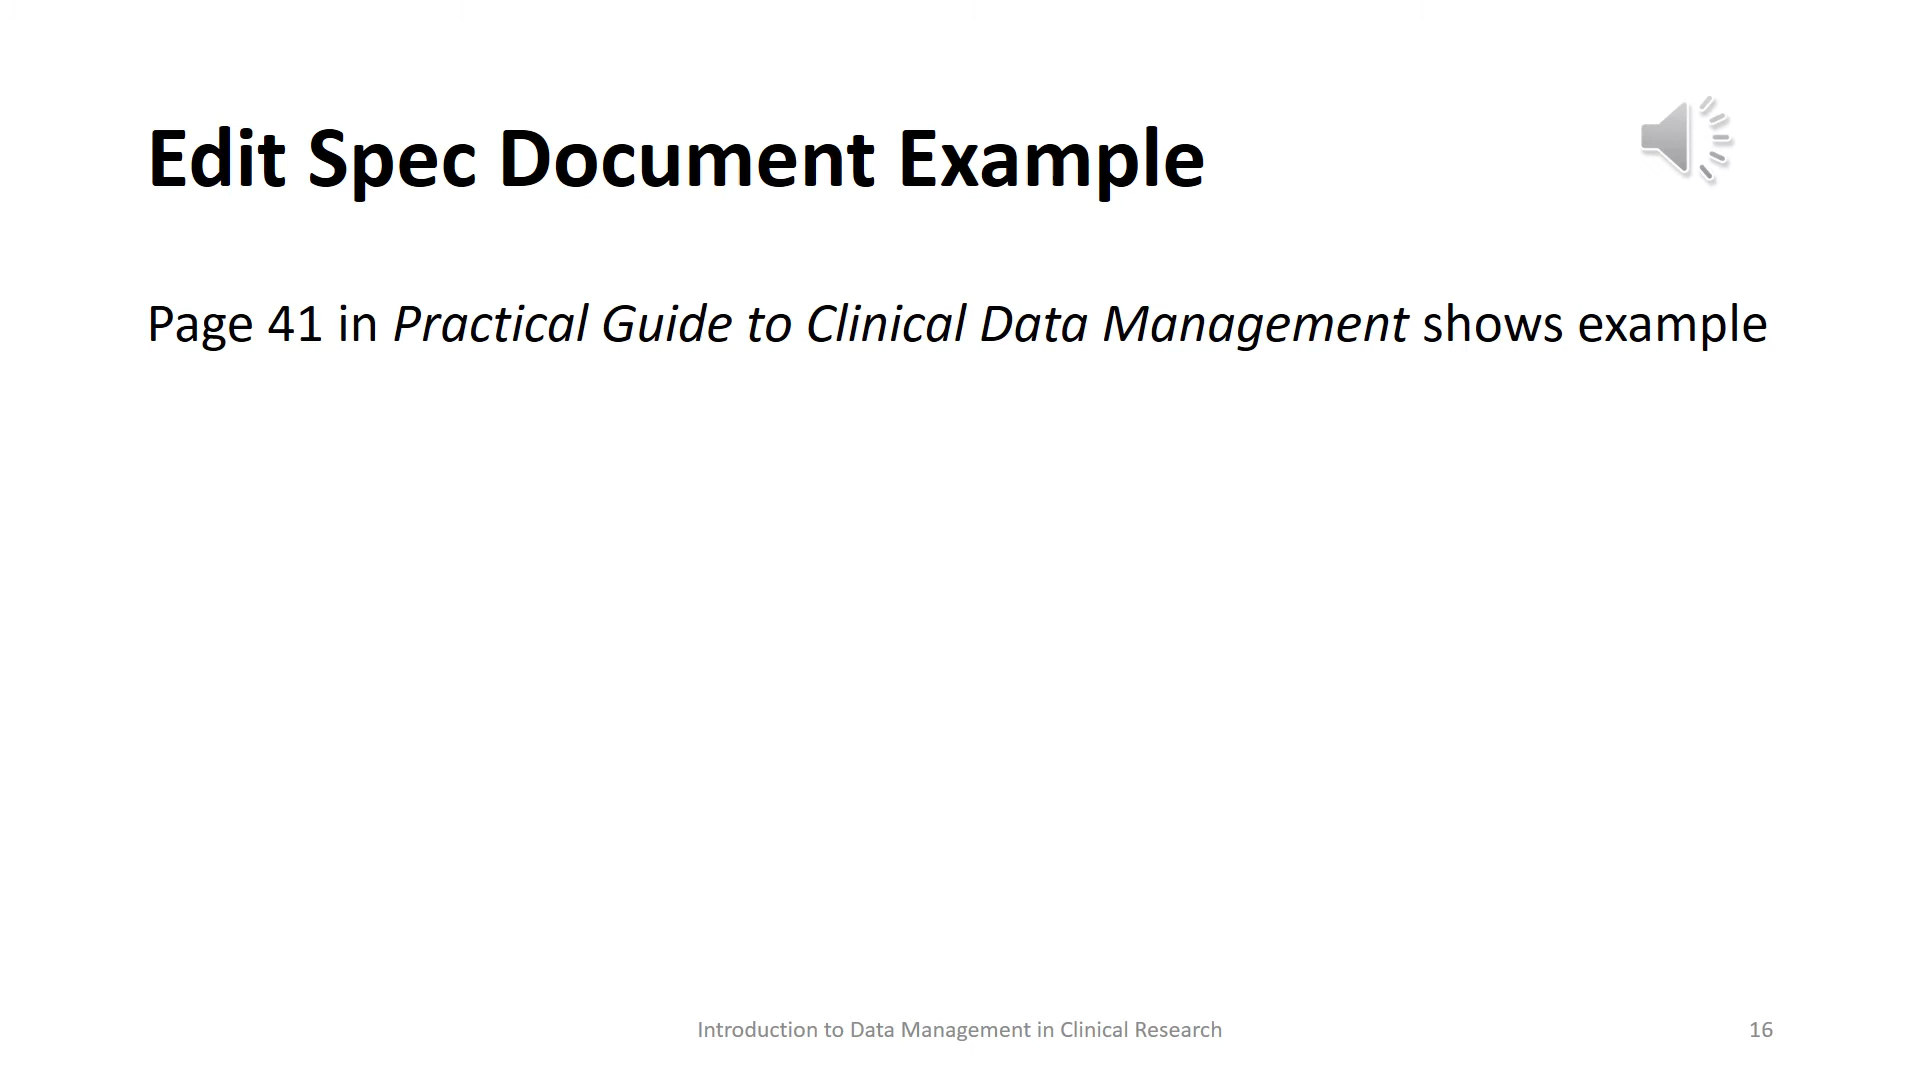 Edit Spec Document Example
Page 41 in Practical Guide to Clinical Data Management shows example
Introduction to Data Management in Clinical Research
16